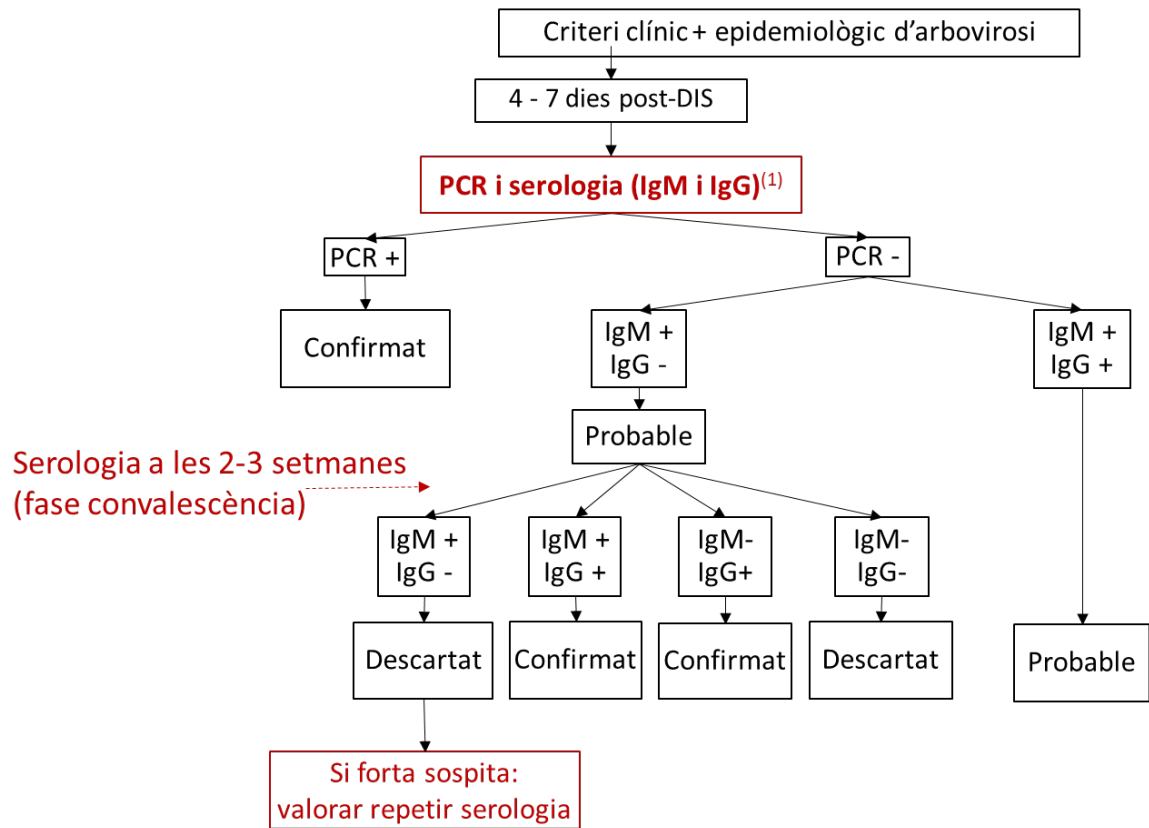 Criteri clínic + epidemiològic d'arbovirosi
4 - 7 dies post-DIS
PCR i serologia (IgM i IgG)(1)
PCR +
PCR -
Confirmat
IgM +
IgG -
IgM +
IgG +
Probable
Serologia a les 2-3 setmanes
(fase convalescència)
IgM +
IgG -
IgM +
IgG +
IgM-
IgG+
IgM-
IgG-
Descartat
Confirmat
Confirmat
Descartat
Probable
Si forta sospita:
valorar repetir serologia